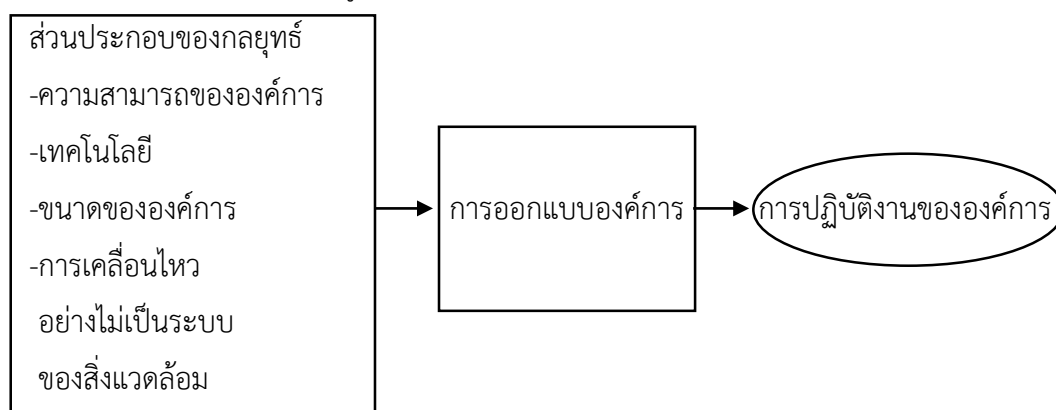 ส่วนประกอบของกลยุทธ์
-ความสามารถขององค์การ
-เทคโนโลยี
-ขนาดขององค์การ
-การเคลื่อนไหว
อย่างไม่เป็นระบบ
ของสิ่งแวดล้อม
การออกแบบองค์การ
การปฏิบัติงานขององค์การ